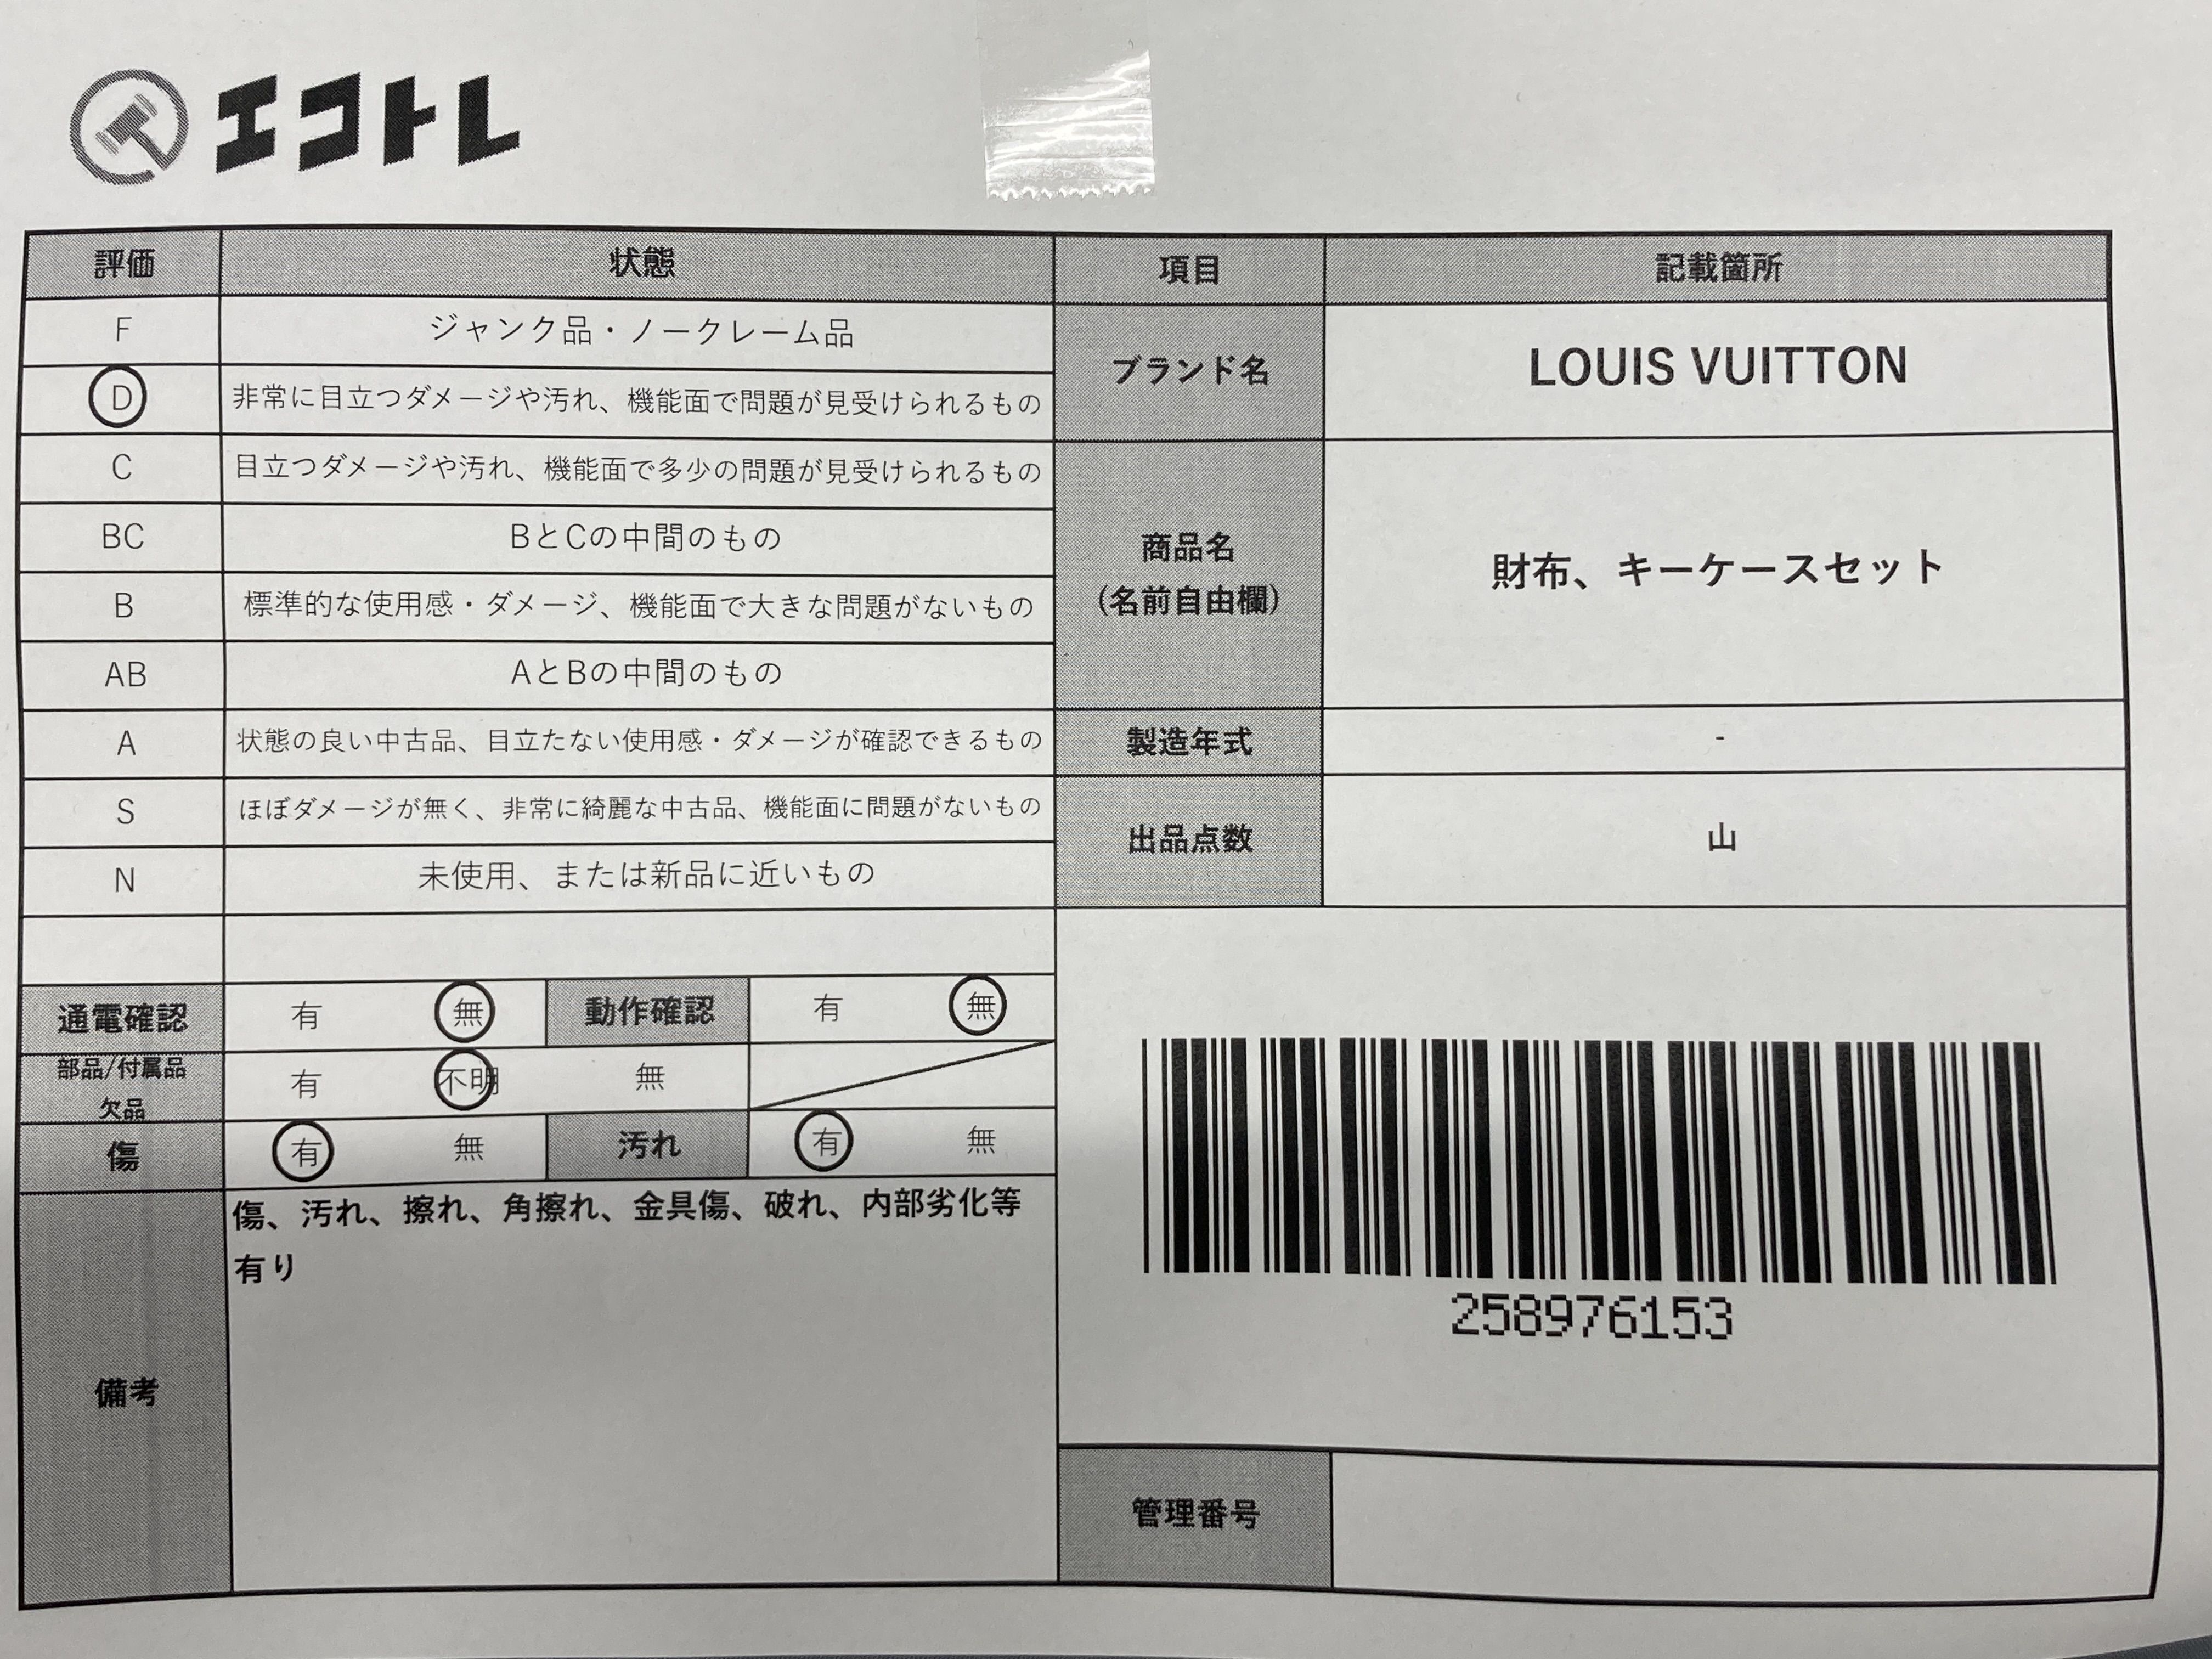 エコトレ
評価 状態
F ジャンク品・ノークレーム品
D 非常に目立つダメージや汚れ、機能面で問題が見受けられるもの
C 目立つダメージや汚れ、機能面で多少の問題が見受けられるもの
BC BとCの中間のもの
B 標準的な使用感・ダメージ、機能面で大きな問題がないもの
AB AとBの中間のもの
A 状態の良い中古品、目立たない使用感・ダメージが確認できるもの
S ほぼダメージが無く、非常に綺麗な中古品、機能面に問題がないもの
N 未使用、または新品に近いもの
通電確認 有 無 動作確認 有 無
部品/付属品
欠品
有 不明 無
傷 有 無 汚れ 有 無
備考
傷、汚れ、擦れ、角擦れ、金具傷、破れ、内部劣化等
有り
項目 記載箇所
ブランド名 LOUIS VUITTON
商品名
(名前自由欄)
財布、キーケースセット
製造年式 -
出品点数 山
258976153
管理番号